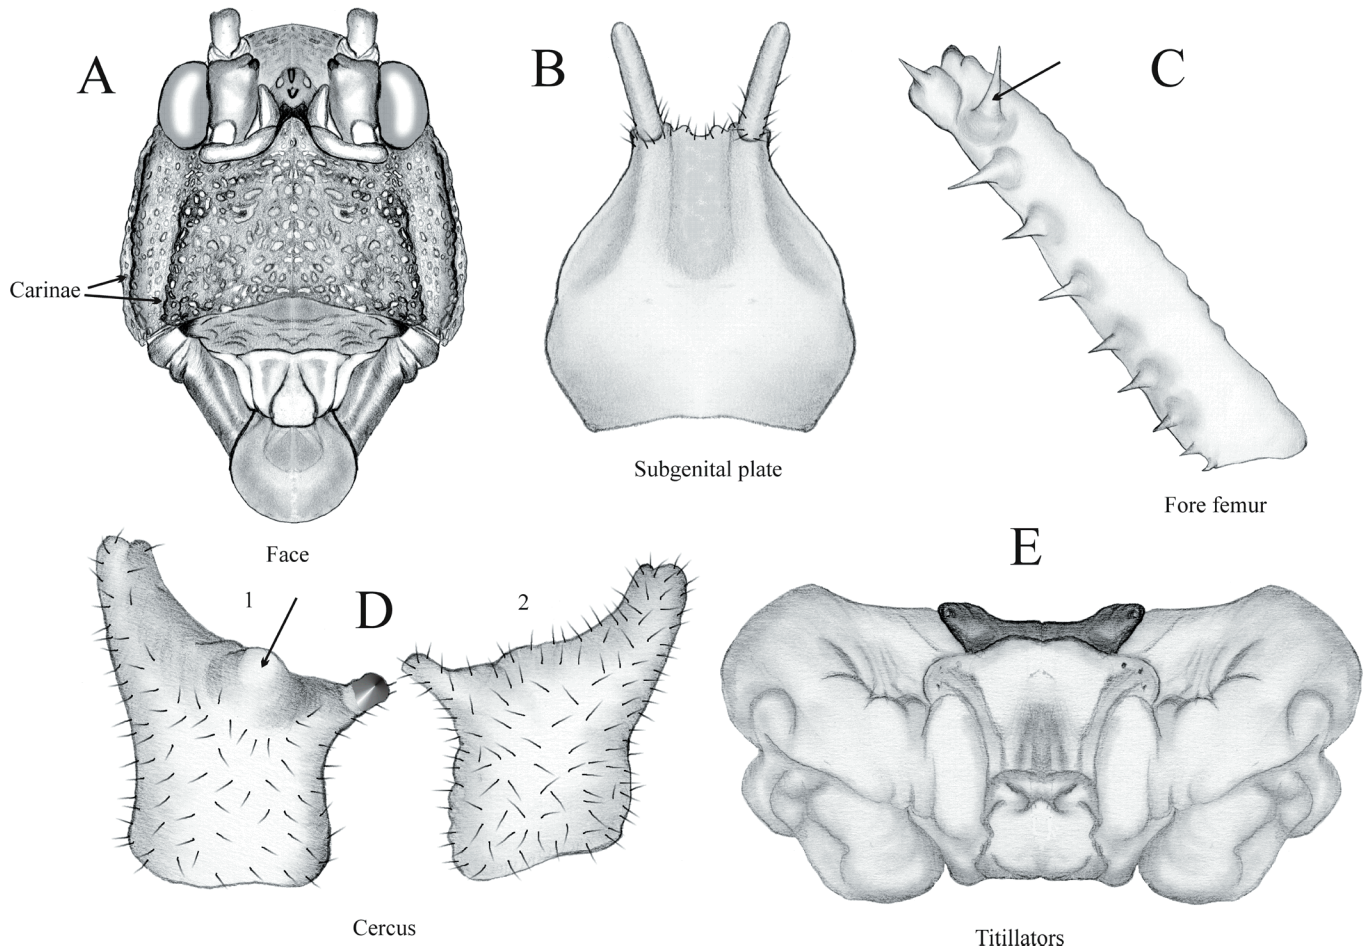 A
B
C
Carinae
Subgenital plate
Fore femur
Face
E
1
D
2
Cercus
Titillators